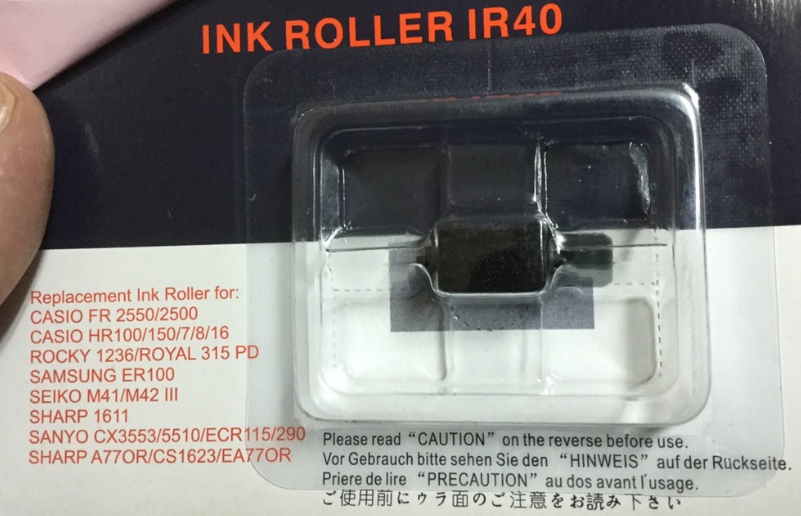 INK ROLLER IR40
Replacement Ink Roller for:
CASIO FR 2550/2500
CASIO HR100/150/7/8/16
ROCKY 1236/ROYAL 315 PD
SAMSUNG ER100
SEIKO M41/M42 III
SHARP 1611
SANYO CX3553/5510/ECR115/290
SHARP A77OR/CS1623/EA77OR
Please read “CAUTION” on the reverse before use.
Vor Gebrauch bitte sehen Sie den “HINWEIS” auf der Rückseite.
Priere de lire “PRECAUTION” au dos avant l'usage.
ご使用前にゥラ面のご注意をお読み下さい